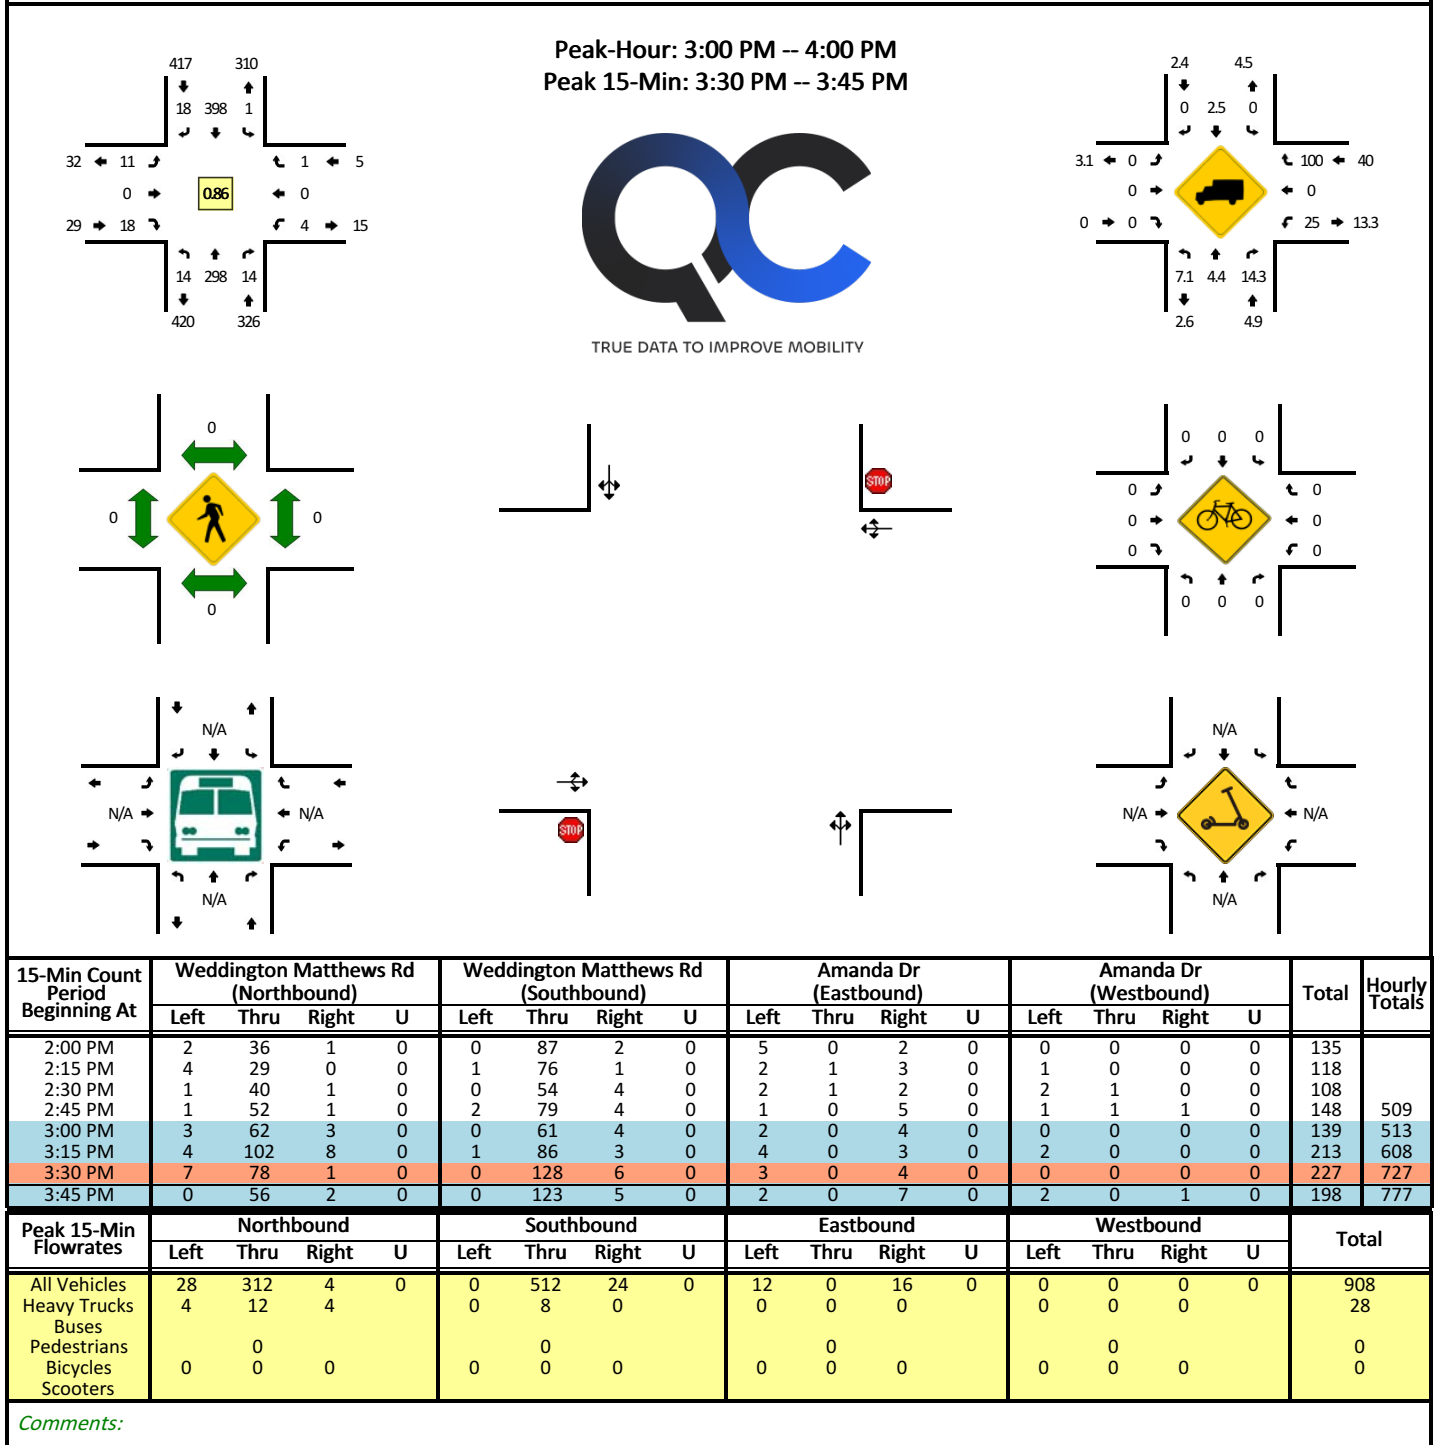 Peak-Hour: 3:00 PM -- 4:00 PM
Peak 15-Min: 3:30 PM -- 3:45 PM
417 310
18 398 1
32 11 1 5
0 0.86 0
29 18 4 15
14 298 14
420 326
QC
TRUE DATA TO IMPROVE MOBILITY
2.4 4.5
0 2.5 0
3.1 0 100 40
0 0
0 0 25 13.3
7.1 4.4 14.3
2.6 4.9
0
0 0
0
STOP
0 0 0
0 0
0 0
0 0
0 0 0
N/A
N/A N/A
N/A
STOP
N/A
N/A N/A
N/A
15-Min Count Period Beginning At Weddington Matthews Rd (Northbound) Weddington Matthews Rd (Southbound) Amanda Dr (Eastbound) Amanda Dr (Westbound) Total Hourly Totals
Left Thru Right U Left Thru Right U Left Thru Right U Left Thru Right U
2:00 PM 2 36 1 0 0 87 2 0 5 0 2 0 0 0 0 0 135
2:15 PM 4 29 0 0 1 76 1 0 2 1 3 0 1 0 0 0 118
2:30 PM 1 40 1 0 0 54 4 0 2 1 2 0 2 1 0 0 108
2:45 PM 1 52 1 0 2 79 4 0 1 0 5 0 1 1 1 0 148 509
3:00 PM 3 62 3 0 0 61 4 0 2 0 4 0 0 0 0 0 139 513
3:15 PM 4 102 8 0 1 86 3 0 4 0 3 0 2 0 0 0 213 608
3:30 PM 7 78 1 0 0 128 6 0 3 0 4 0 0 0 0 0 227 727
3:45 PM 0 56 2 0 0 123 5 0 2 0 7 0 2 0 1 0 198 777
Peak 15-Min Flowrates Northbound Southbound Eastbound Westbound Total
Left Thru Right U Left Thru Right U Left Thru Right U Left Thru Right U
All Vehicles 28 312 4 0 0 512 24 0 12 0 16 0 0 0 0 0 908
Heavy Trucks 4 12 4 0 8 0 0 0 0 0 0 0 28
Buses
Pedestrians 0 0 0 0 0
Bicycles 0 0 0 0 0 0 0 0 0 0 0 0 0
Scooters
Comments: